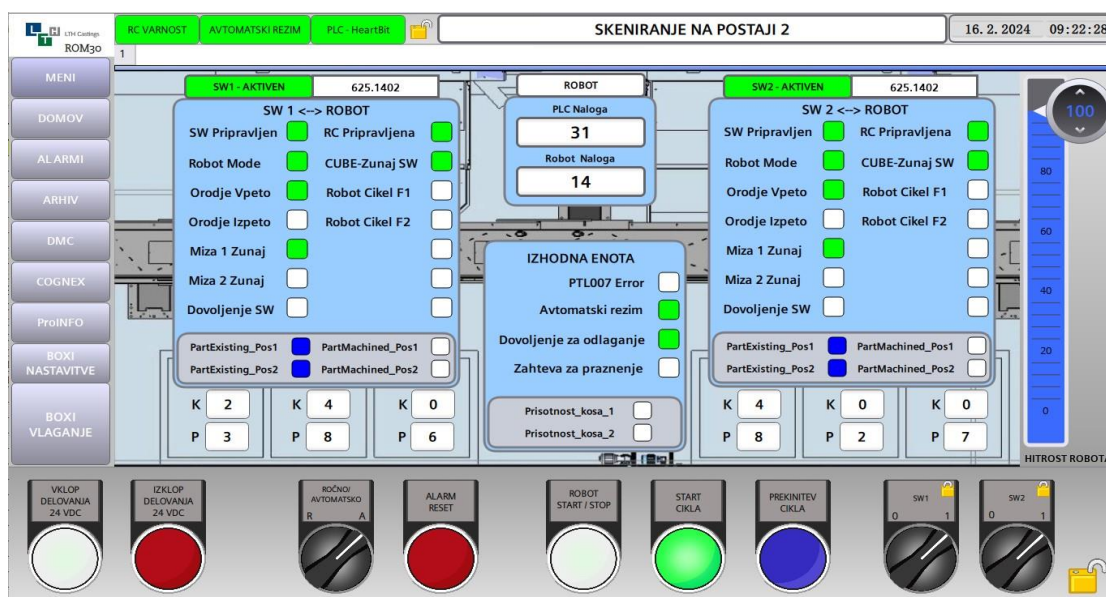 LTH Castings
ROM30
RC VARNOST
AVTOMATSKI REZIM
PLC - HeartBit
SKENIRANJE NA POSTAJI 2
16. 2. 2024 09:22:28
1
MENI
DOMOV
ALARMI
ARHIV
DMC
COGNEX
ProINFO
BOXI
NASTAVITVE
BOXI
VLAGANJE
SW1 - AKTIVEN
625.1402
SW 1 <--> ROBOT
SW Pripravljen
RC Pripravljena
Robot Mode
CUBE-Zunaj SW
Orodje Vpeto
Robot Cikel F1
Orodje Izpeto
Robot Cikel F2
Miza 1 Zunaj
Miza 2 Zunaj
Dovoljenje SW
PartExisting_Pos1
PartMachined_Pos1
PartExisting_Pos2
PartMachined_Pos2
K 2
K 4
K 0
P 3
P 8
P 6
ROBOT
PLC Naloga
31
Robot Naloga
14
IZHODNA ENOTA
PTL007 Error
Avtomatski rezim
Dovoljenje za odlaganje
Zahteva za praznenje
Prisotnost_kosa_1
Prisotnost_kosa_2
SW2 - AKTIVEN
625.1402
SW 2 <--> ROBOT
SW Pripravljen
RC Pripravljena
Robot Mode
CUBE-Zunaj SW
Orodje Vpeto
Robot Cikel F1
Orodje Izpeto
Robot Cikel F2
Miza 1 Zunaj
Miza 2 Zunaj
Dovoljenje SW
PartExisting_Pos1
PartMachined_Pos1
PartExisting_Pos2
PartMachined_Pos2
K 4
K 0
K 0
P 8
P 2
P 7
100
80
60
40
20
0
HITROST ROBOTA
VKLOP
DELOVANJA
24 VDC
IZKLOP
DELOVANJA
24 VDC
ROČNO/
AVTOMATSKO
R A
ALARM
RESET
ROBOT
START / STOP
START
CIKLA
PREKINITEV
CIKLA
SW1
0 1
SW2
0 1